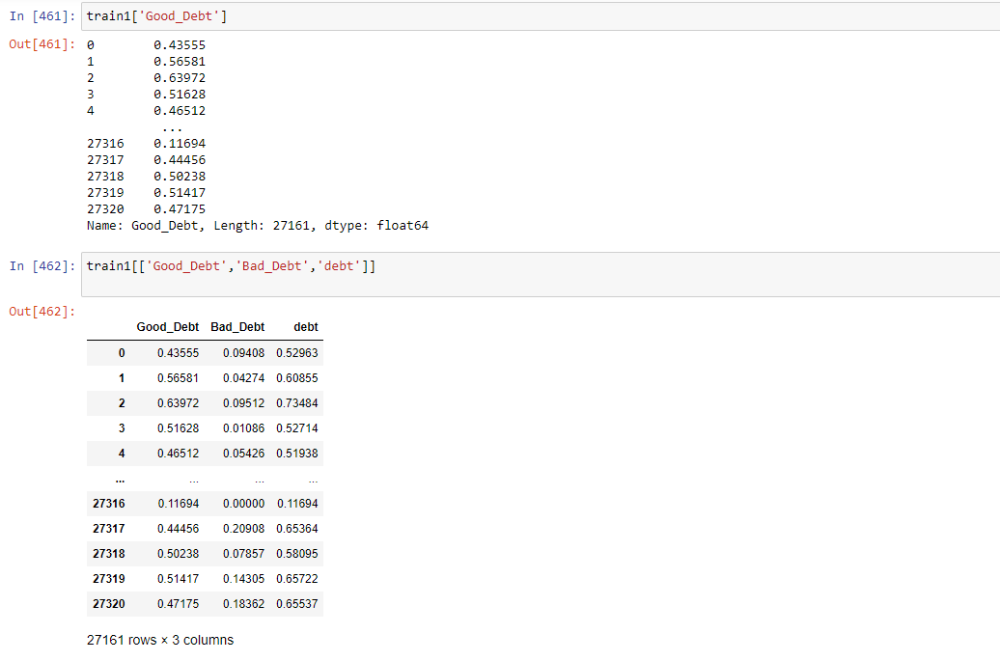 In [461]: train1['Good_Debt']
Out[461]: 0        0.43555
1        0.56581
2        0.63972
3        0.51628
4        0.46512
...
27316    0.11694
27317    0.44456
27318    0.50238
27319    0.51417
27320    0.47175
Name: Good_Debt, Length: 27161, dtype: float64
In [462]: train1[['Good_Debt','Bad_Debt','debt']]
Out[462]:
Good_Debt Bad_Debt debt
0 0.43555 0.09408 0.52963
1 0.56581 0.04274 0.60855
2 0.63972 0.09512 0.73484
3 0.51628 0.01086 0.52714
4 0.46512 0.05426 0.51938
... ... ... ...
27316 0.11694 0.00000 0.11694
27317 0.44456 0.20908 0.65364
27318 0.50238 0.07857 0.58095
27319 0.51417 0.14305 0.65722
27320 0.47175 0.18362 0.65537
27161 rows × 3 columns